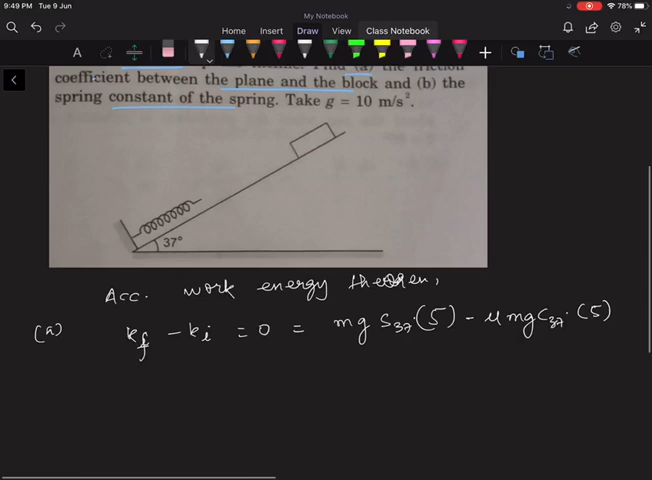 9:49 PM Tue 9 Jun
78%
My Notebook
Home Insert Draw View Class Notebook
coefficient between the plane and the block and (b) the
spring constant of the spring. Take g = 10 m/s².
37°
Acc. work energy theorem,
(a) Kf - Ki = 0 = mg S37·(5) - μmgC37·(5)